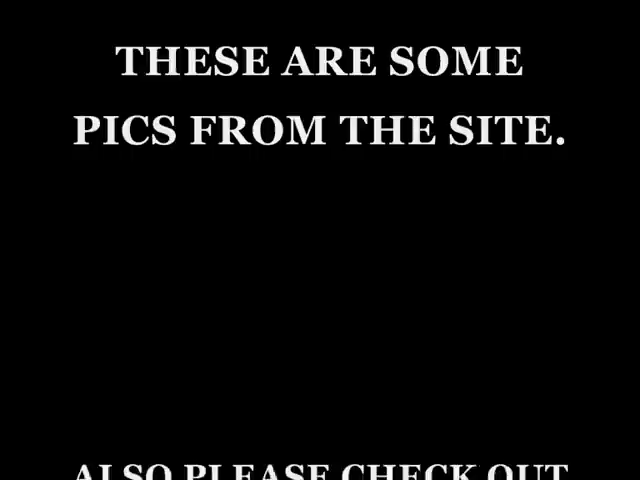 THESE ARE SOME
PICS FROM THE SITE.
ALSO PLEASE CHECK OUT